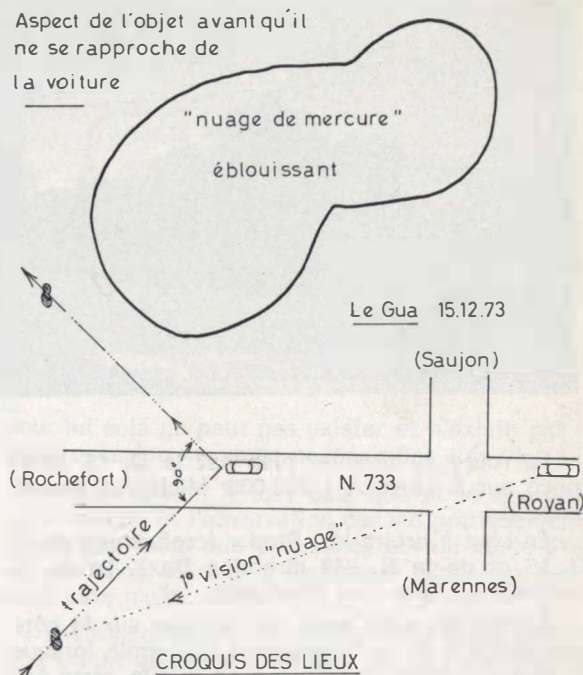 Aspect de l'objet avant qu'il
ne se rapproche de
la voiture
"nuage de mercure"
éblouissant
Le Gua 15.12.73
(Saujon)
(Rochefort)
90°
N. 733
(Royan)
trajectoire
1° vision "nuage"
(Marennes)
CROQUIS DES LIEUX